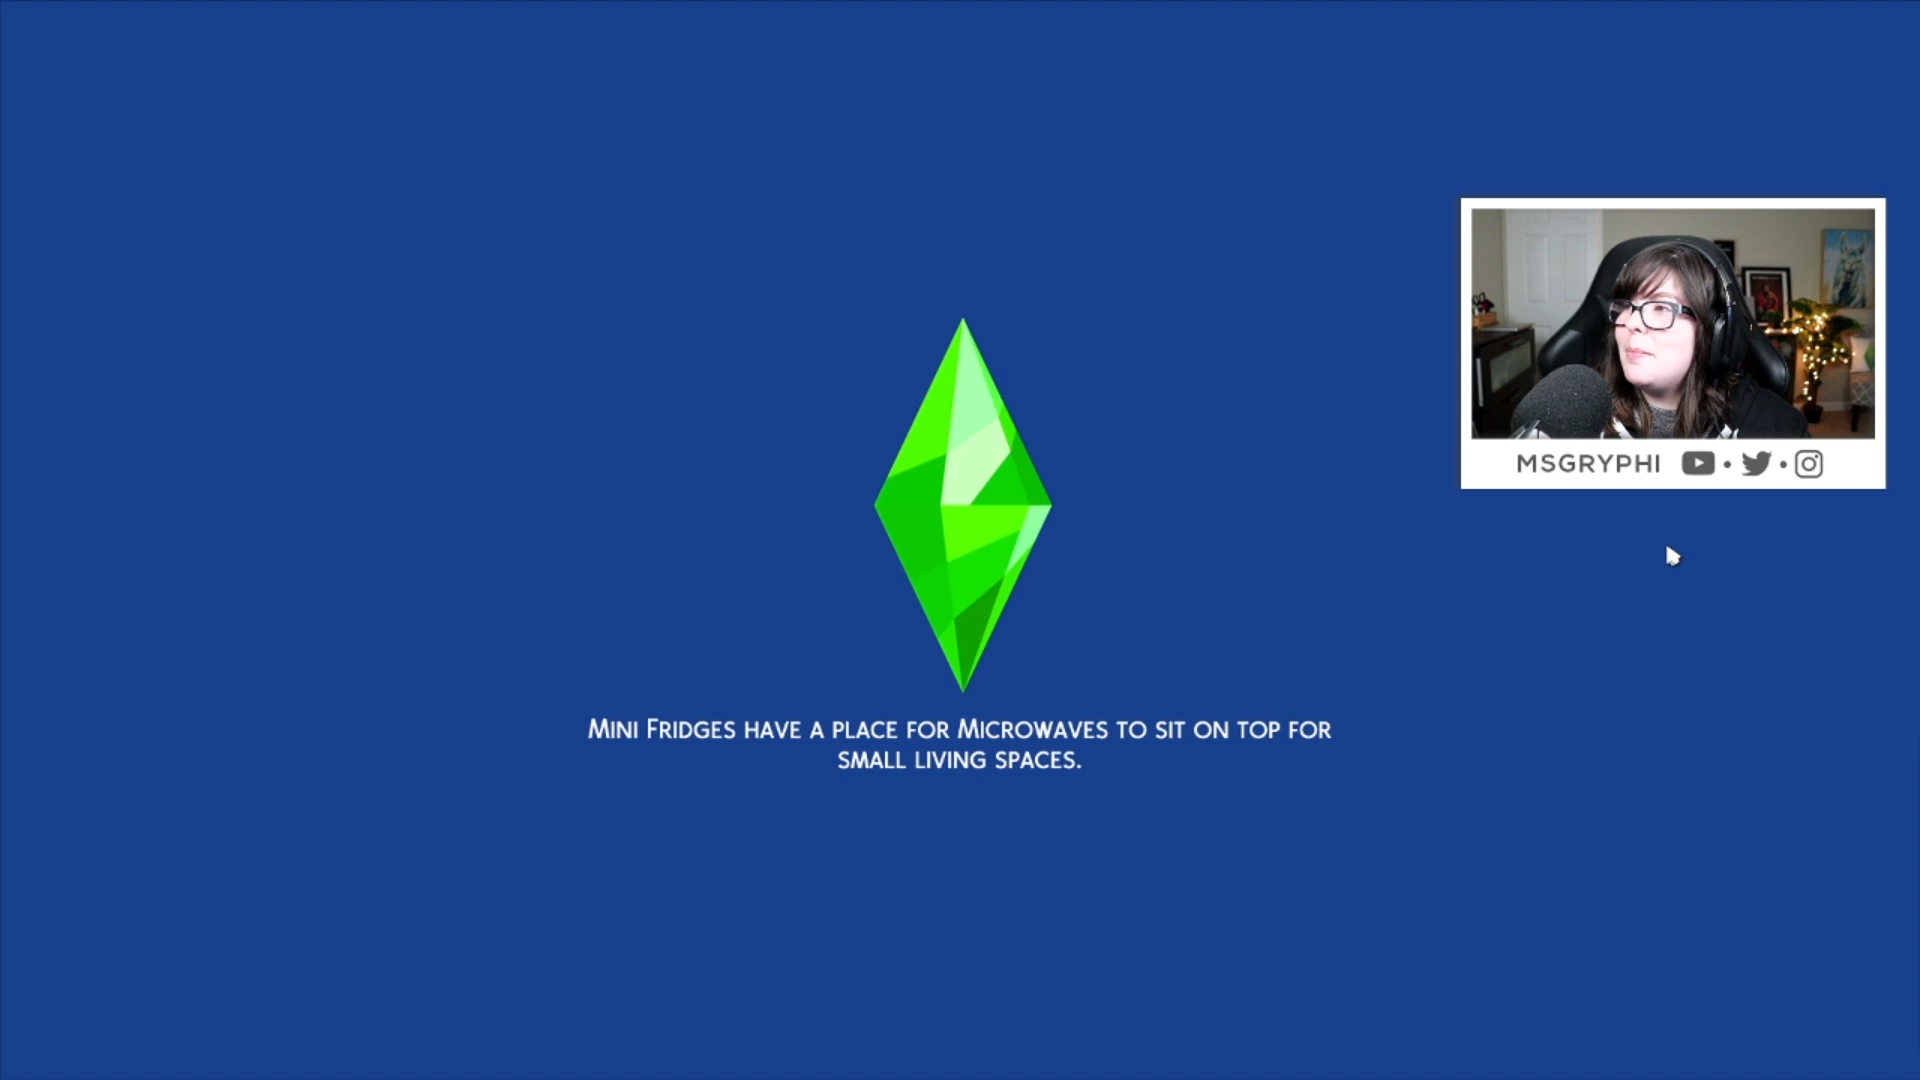 MSGRYPHI
MINI FRIDGES HAVE A PLACE FOR MICROWAVES TO SIT ON TOP FOR
SMALL LIVING SPACES.